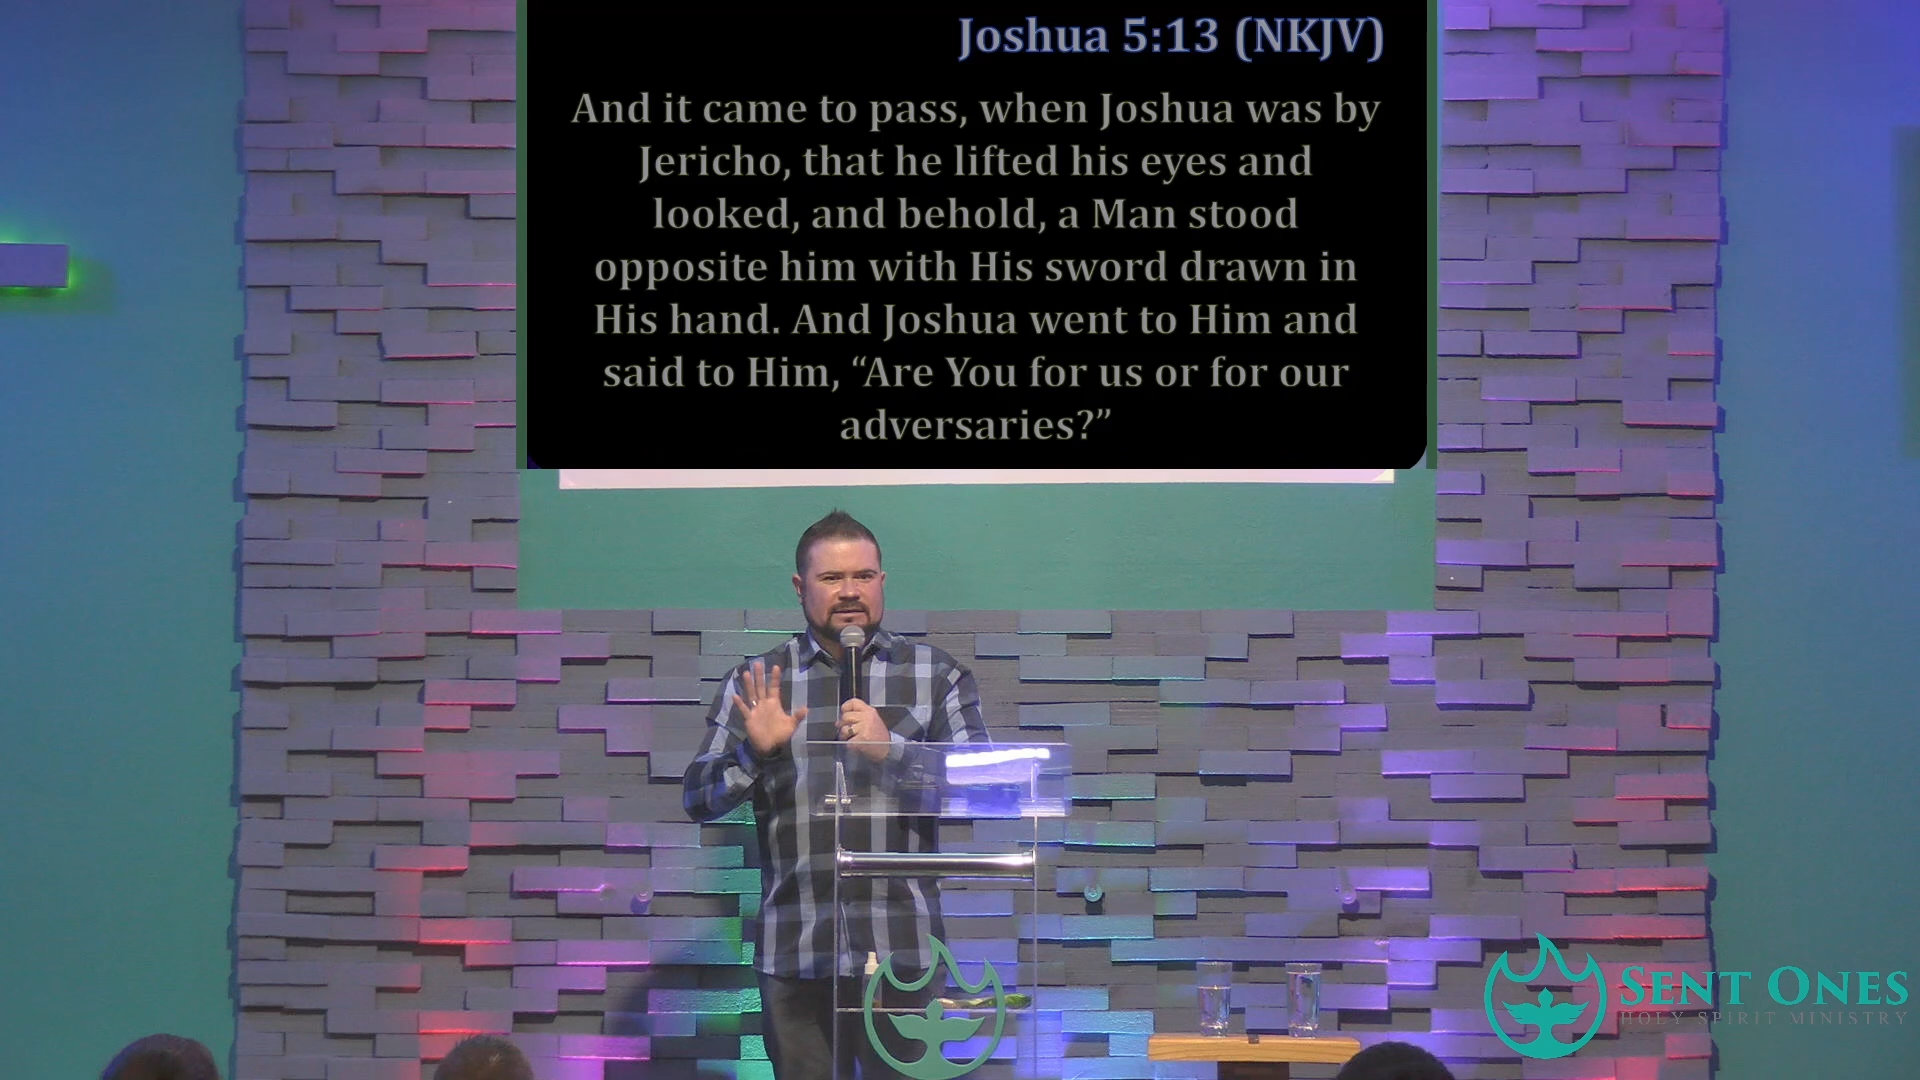 Joshua 5:13 (NKJV)
And it came to pass, when Joshua was by
Jericho, that he lifted his eyes and
looked, and behold, a Man stood
opposite him with His sword drawn in
His hand. And Joshua went to Him and
said to Him, “Are You for us or for our
adversaries?”
SENT ONES
HOLY SPIRIT MINISTRY